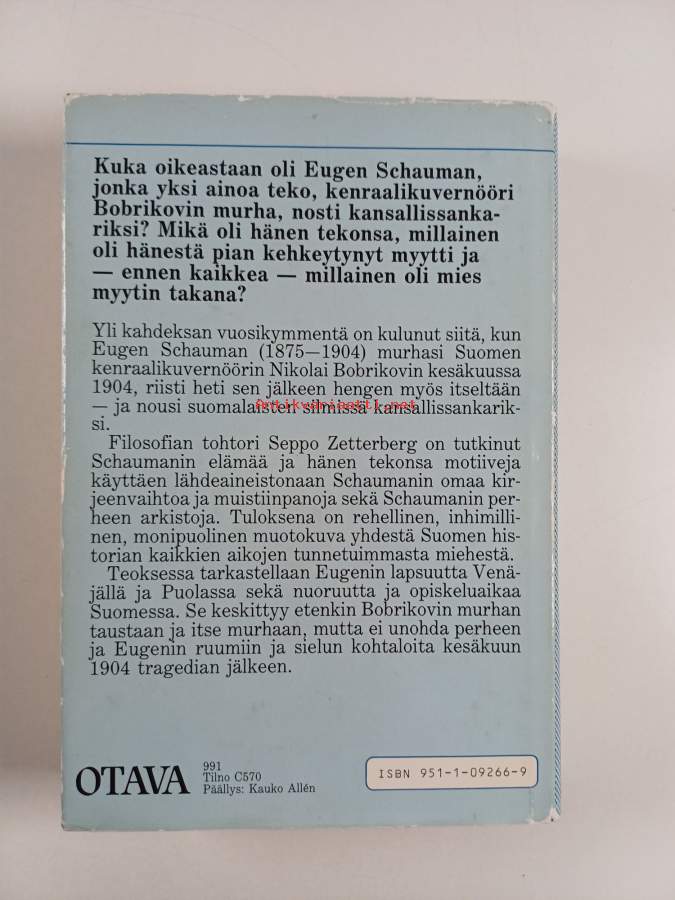 Kuka oikeastaan oli Eugen Schauman,
jonka yksi ainoa teko, kenraalikuvernööri
Bobrikovin murha, nosti kansallissanka-
riksi? Mikä oli hänen tekonsa, millainen
oli hänestä pian kehkeytynyt myytti ja
— ennen kaikkea — millainen oli mies
myytin takana?
Yli kahdeksan vuosikymmentä on kulunut siitä, kun
Eugen Schauman (1875—1904) murhasi Suomen
kenraalikuvernöörin Nikolai Bobrikovin kesäkuussa
1904, riisti heti sen jälkeen hengen myös itseltään
— ja nousi suomalaisten silmissä kansallissankarik-
si.
Antikvariaatti.net
Filosofian tohtori Seppo Zetterberg on tutkinut
Schaumanin elämää ja hänen tekonsa motiiveja
käyttäen lähdeaineistonaan Schaumanin omaa kir-
jeenvaihtoa ja muistiinpanoja sekä Schaumanin per-
heen arkistoja. Tuloksena on rehellinen, inhimilli-
nen, monipuolinen muotokuva yhdestä Suomen his-
torian kaikkien aikojen tunnetuimmasta miehestä.
Teoksessa tarkastellaan Eugenin lapsuutta Venä-
jällä ja Puolassa sekä nuoruutta ja opiskeluaikaa
Suomessa. Se keskittyy etenkin Bobrikovin murhan
taustaan ja itse murhaan, mutta ei unohda perheen
ja Eugenin ruumiin ja sielun kohtaloita kesäkuun
1904 tragedian jälkeen.
OTAVA
991
Tilno C570
Päällys: Kauko Allén
ISBN 951-1-09266-9